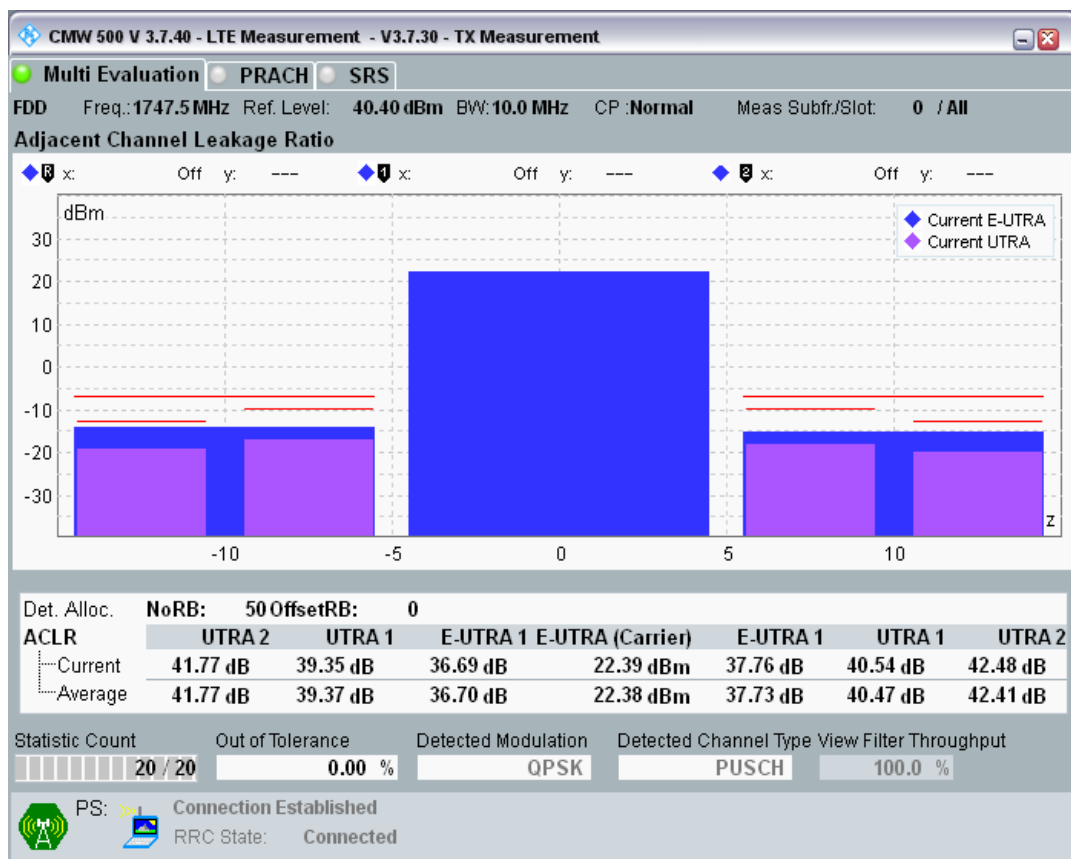 CMW 500 V 3.7.40 - LTE Measurement - V3.7.30 - TX Measurement
Multi Evaluation PRACH SRS
FDD Freq.:1747.5 MHz Ref. Level: 40.40 dBm BW:10.0 MHz CP :Normal Meas Subfr./Slot: 0 / All
Adjacent Channel Leakage Ratio
R x: Off y: --- 1 x: Off y: --- 2 x: Off y: ---
dBm
Current E-UTRA
Current UTRA
30
20
10
0
-10
-20
-30
z
-10 -5 0 5 10
Det. Alloc. NoRB: 50 OffsetRB: 0
ACLR UTRA 2 UTRA 1 E-UTRA 1 E-UTRA (Carrier) E-UTRA 1 UTRA 1 UTRA 2
Current 41.77 dB 39.35 dB 36.69 dB 22.39 dBm 37.76 dB 40.54 dB 42.48 dB
Average 41.77 dB 39.37 dB 36.70 dB 22.38 dBm 37.73 dB 40.47 dB 42.41 dB
Statistic Count Out of Tolerance Detected Modulation Detected Channel Type View Filter Throughput
20 / 20 0.00 % QPSK PUSCH 100.0 %
PS: Connection Established
RRC State: Connected